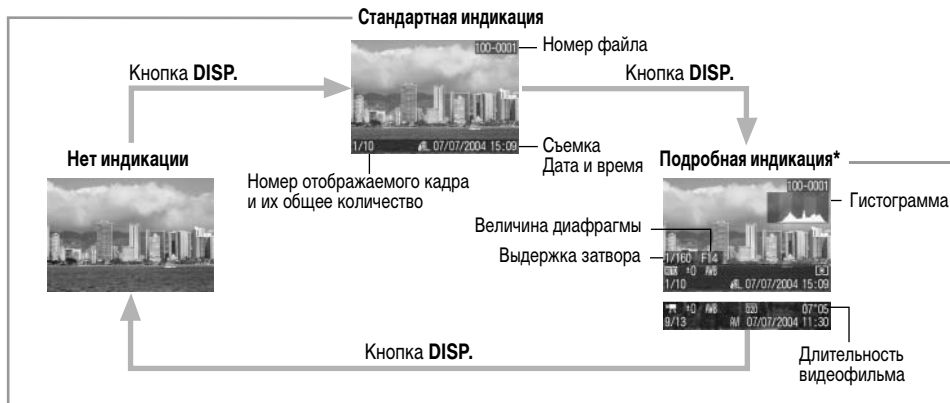 Стандартная индикация
100-0001
Номер файла
Кнопка DISP.
Кнопка DISP.
1/10 L 07/07/2004 15:09
Съемка
Дата и время
Номер отображаемого кадра
и их общее количество
Нет индикации
Подробная индикация*
100-0001
Гистограмма
Величина диафрагмы
Выдержка затвора
1/160 F14
±0 AWB
1/10 L 07/07/2004 15:09
±0 AWB 07"05
9/13 AVI 07/07/2004 11:30
Длительность
видеофильма
Кнопка DISP.